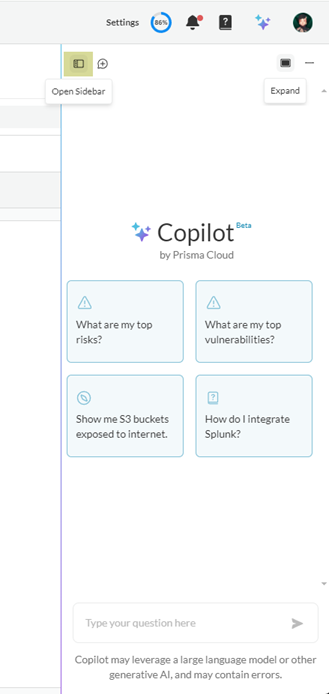 Settings
86%
Open Sidebar
Expand
Copilot Beta
by Prisma Cloud
What are my top
risks?
What are my top
vulnerabilities?
Show me S3 buckets
exposed to internet.
How do I integrate
Splunk?
Type your question here
Copilot may leverage a large language model or other
generative AI, and may contain errors.